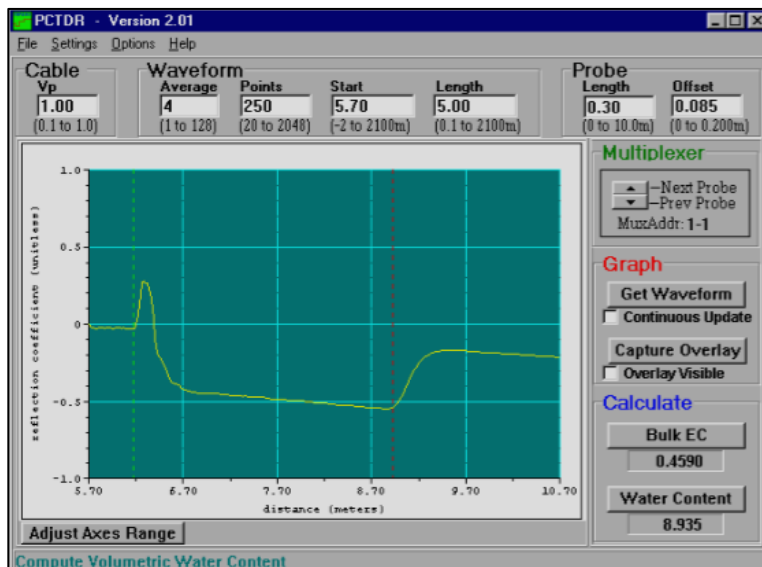 PCTDR - Version 2.01
File Settings Options Help
Cable
Vp
1.00
(0.1 to 1.0)
Waveform
Average Points Start Length
4 250 5.70 5.00
(1 to 128) (20 to 2048) (-2 to 2100m) (0.1 to 2100m)
Probe
Length Offset
0.30 0.085
(0 to 10.0m) (0 to 0.200m)
1.0
0.5
0
-0.5
-1.0
reflection coefficient (unitless)
5.70 6.70 7.70 8.70 9.70 10.70
distance (meters)
Adjust Axes Range
Multiplexer
Next Probe
Prev Probe
MuxAddr: 1-1
Graph
Get Waveform
Continuous Update
Capture Overlay
Overlay Visible
Calculate
Bulk EC
0.4590
Water Content
8.935
Compute Volumetric Water Content